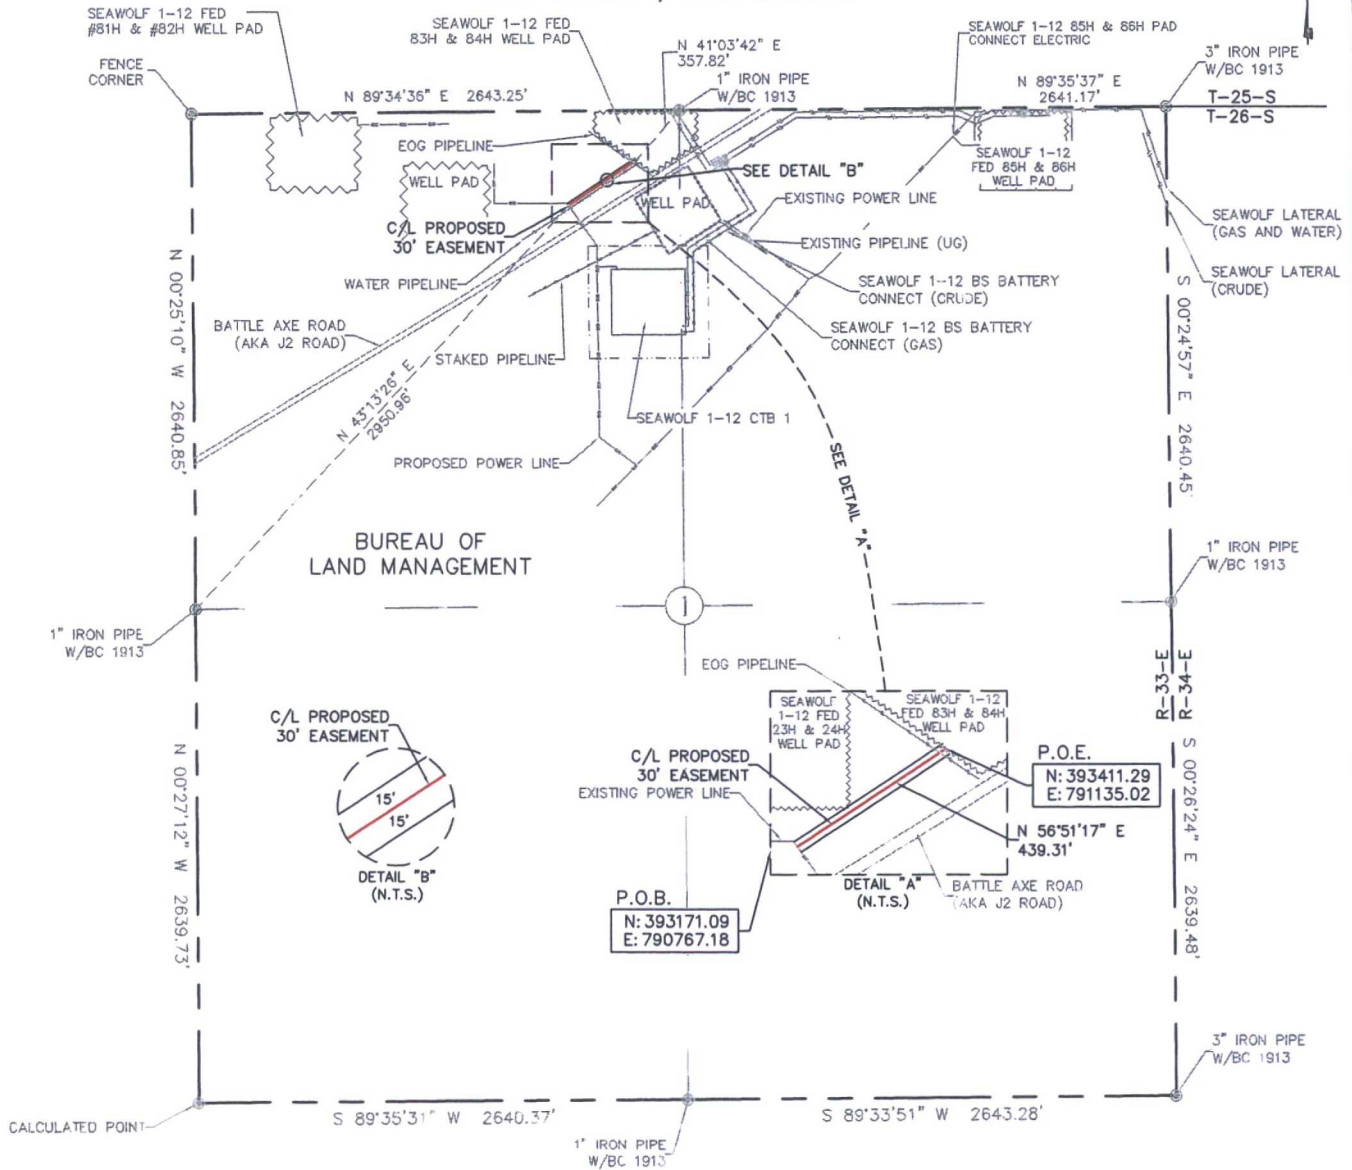 SEAWOLF 1-12 FED
#81H & #82H WELL PAD
SEAWOLF 1-12 FED
83H & 84H WELL PAD
N 41°03'42" E
357.82'
SEAWOLF 1-12 85H & 86H PAD
CONNECT ELECTRIC
3" IRON PIPE
W/BC 1913
FENCE
CORNER
1" IRON PIPE
W/BC 1913
N 89°34'36" E 2643.25'
N 89°35'37" E
2641.17'
T-25-S
T-26-S
EOG PIPELINE
WELL PAD
SEE DETAIL "B"
SEAWOLF 1-12
FED 85H & 86H
WELL PAD
WELL PAD
EXISTING POWER LINE
C/L PROPOSED
30' EASEMENT
EXISTING PIPELINE (UG)
SEAWOLF LATERAL
(GAS AND WATER)
WATER PIPELINE
SEAWOLF 1-12 BS BATTERY
CONNECT (CRUDE)
SEAWOLF LATERAL
(CRUDE)
N 00°25'10" W 2640.85'
BATTLE AXE ROAD
(AKA J2 ROAD)
SEAWOLF 1-12 BS BATTERY
CONNECT (GAS)
S 00°24'57" E 2640.45'
STAKED PIPELINE
N 43°13'26" E
2950.96'
SEAWOLF 1-12 CTB 1
PROPOSED POWER LINE
SEE DETAIL "A"
BUREAU OF
LAND MANAGEMENT
1" IRON PIPE
W/BC 1913
1
1" IRON PIPE
W/BC 1913
R-33-E
R-34-E
EOG PIPELINE
SEAWOLF
1-12 FED
23H & 24H
WELL PAD
SEAWOLF 1-12
FED 83H & 84H
WELL PAD
C/L PROPOSED
30' EASEMENT
C/L PROPOSED
30' EASEMENT
P.O.E.
N: 393411.29
E: 791135.02
EXISTING POWER LINE
15'
15'
N 56°51'17" E
439.31'
N 00°27'12" W 2639.73'
S 00°26'24" E 2639.48'
DETAIL "B"
(N.T.S.)
DETAIL "A"
(N.T.S.)
BATTLE AXE ROAD
(AKA J2 ROAD)
P.O.B.
N: 393171.09
E: 790767.18
3" IRON PIPE
W/BC 1913
CALCULATED POINT
S 89°35'31" W 2640.37'
S 89°33'51" W 2643.28'
1" IRON PIPE
W/BC 1913